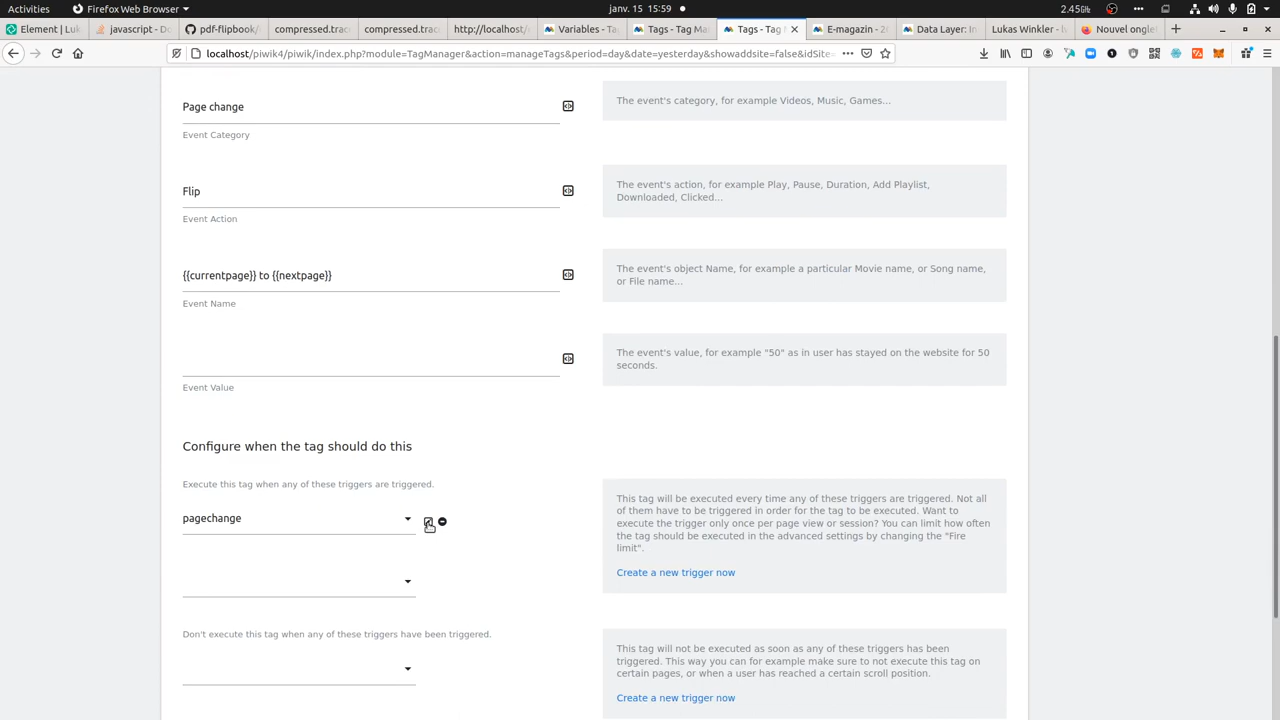 Activities
Firefox Web Browser
janv. 15 15:59
2.45l60°
Element | Luk
javascript - Do
pdf-flipbook/
compressed.trace
compressed.trace
http://localhost/
Variables - Tag
Tags - Tag Ma
Tags - Tag M
E-magazin - 20
Data Layer: In
Lukas Winkler - l
Nouvel onglet
localhost/piwik4/piwik/index.php?module=TagManager&action=manageTags&period=day&date=yesterday&showaddsite=false&idSite=
Page change
Event Category
The event's category, for example Videos, Music, Games...
Flip
Event Action
The event's action, for example Play, Pause, Duration, Add Playlist,
Downloaded, Clicked...
{{currentpage}} to {{nextpage}}
Event Name
The event's object Name, for example a particular Movie name, or Song name,
or File name...
Event Value
The event's value, for example "50" as in user has stayed on the website for 50
seconds.
Configure when the tag should do this
Execute this tag when any of these triggers are triggered.
pagechange
This tag will be executed every time any of these triggers are triggered. Not all
of them have to be triggered in order for the tag to be executed. Want to
execute the trigger only once per page view or session? You can limit how often
the tag should be executed in the advanced settings by changing the "Fire
limit".
Create a new trigger now
Don't execute this tag when any of these triggers have been triggered.
This tag will not be executed as soon as any of these triggers has been
triggered. This way you can for example make sure to not execute this tag on
certain pages, or when a user has reached a certain scroll position.
Create a new trigger now